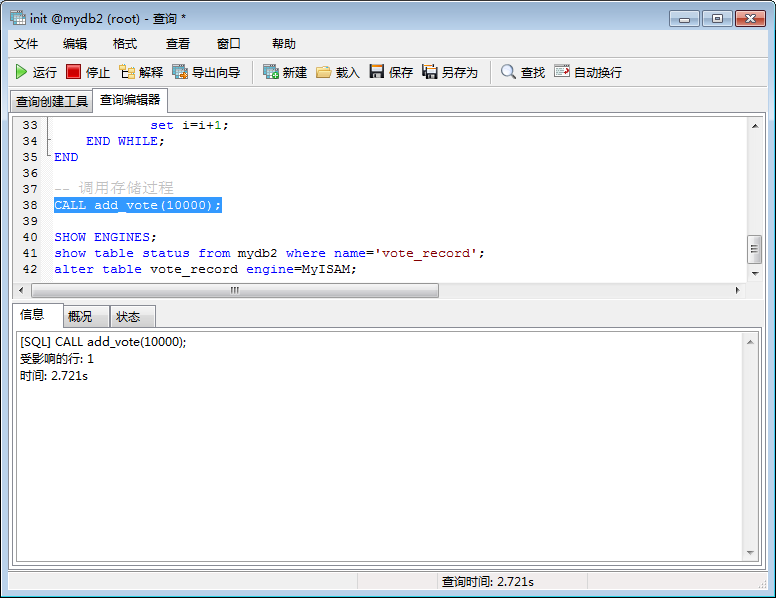 init @mydb2 (root) - 查询 *
文件 编辑 格式 查看 窗口 帮助
运行 停止 解释 导出向导 新建 载入 保存 另存为 查找 自动换行
查询创建工具 查询编辑器
33 set i=i+1;
34 END WHILE;
35 END
36
37 -- 调用存储过程
38 CALL add_vote(10000);
39
40 SHOW ENGINES;
41 show table status from mydb2 where name='vote_record';
42 alter table vote_record engine=MyISAM;
信息 概况 状态
[SQL] CALL add_vote(10000);
受影响的行: 1
时间: 2.721s
查询时间: 2.721s